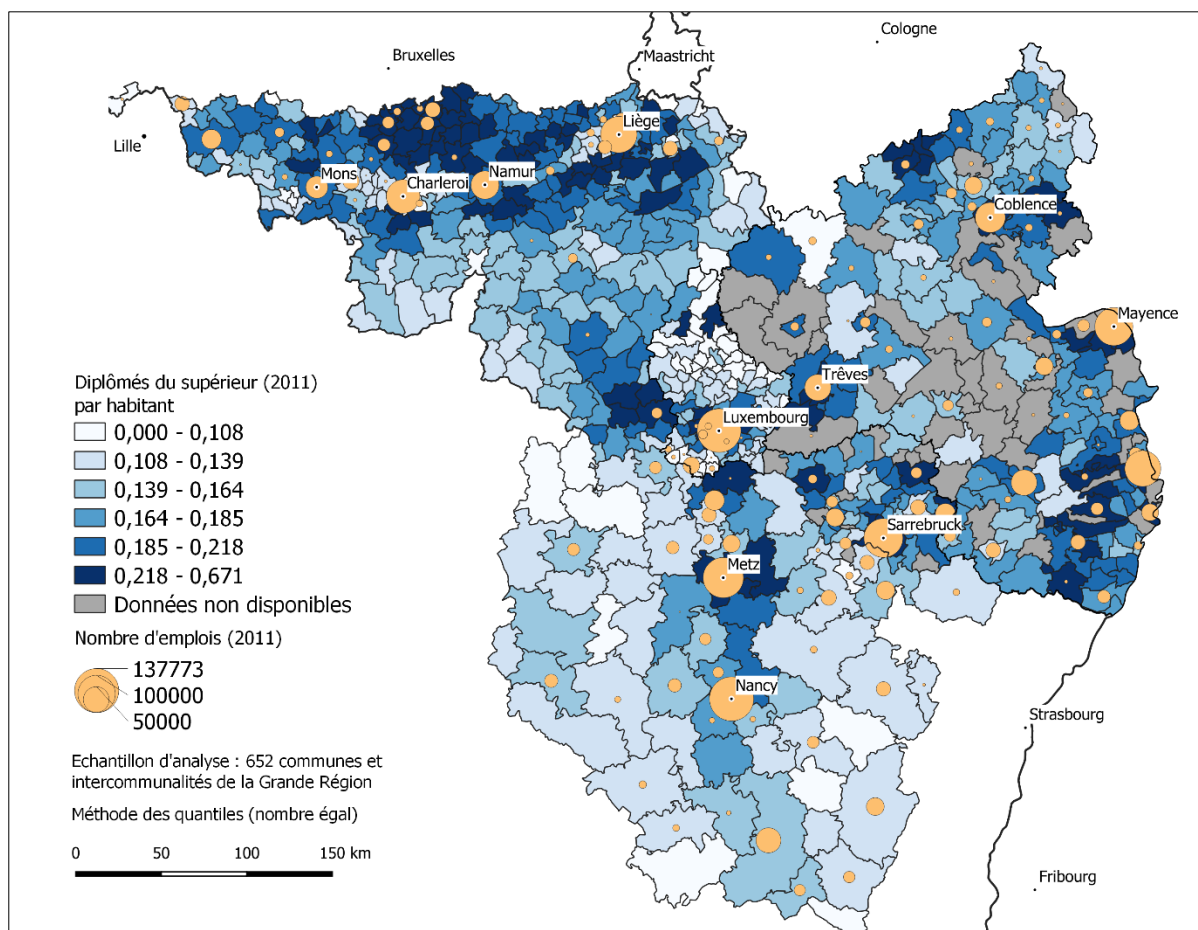 Cologne
Bruxelles
Maastricht
Lille
Liège
Mons
Charleroi
Namur
Coblence
Mayence
Trêves
Luxembourg
Sarrebruck
Metz
Nancy
Strasbourg
Fribourg
Diplômés du supérieur (2011)
par habitant
0,000 - 0,108
0,108 - 0,139
0,139 - 0,164
0,164 - 0,185
0,185 - 0,218
0,218 - 0,671
Données non disponibles
Nombre d'emplois (2011)
137773
100000
50000
Echantillon d'analyse : 652 communes et
intercommunalités de la Grande Région
Méthode des quantiles (nombre égal)
0 50 100 150 km